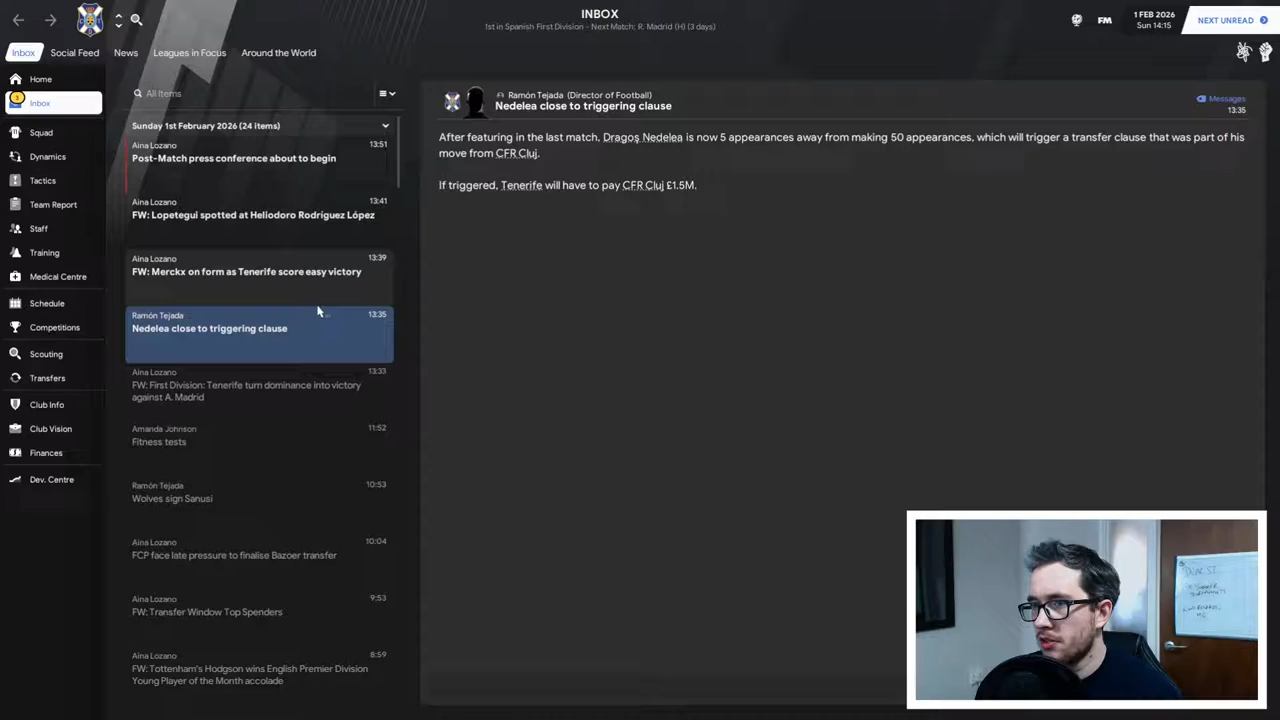 INBOX
1st in Spanish First Division - Next Match: R. Madrid (H) (3 days)
FM
1 FEB 2026
Sun 14:15
NEXT UNREAD
Inbox
Social Feed
News
Leagues in Focus
Around the World
Home
3
Inbox
Squad
Dynamics
Tactics
Team Report
Staff
Training
Medical Centre
Schedule
Competitions
Scouting
Transfers
Club Info
Club Vision
Finances
Dev. Centre
All Items
Sunday 1st February 2026 (24 items)
Aina Lozano 13:51
Post-Match press conference about to begin
Aina Lozano 13:41
FW: Lopetegui spotted at Heliodoro Rodríguez López
Aina Lozano 13:39
FW: Merckx on form as Tenerife score easy victory
Ramón Tejada 13:35
Nedelea close to triggering clause
Aina Lozano 13:33
FW: First Division: Tenerife turn dominance into victory
against A. Madrid
Amanda Johnson 11:52
Fitness tests
Ramón Tejada 10:53
Wolves sign Sanusi
Aina Lozano 10:04
FCP face late pressure to finalise Bazoer transfer
Aina Lozano 9:53
FW: Transfer Window Top Spenders
Aina Lozano 8:59
FW: Tottenham's Hodgson wins English Premier Division
Young Player of the Month accolade
Ramón Tejada (Director of Football)
Nedelea close to triggering clause
Messages
13:35
After featuring in the last match, Dragoş Nedelea is now 5 appearances away from making 50 appearances, which will trigger a transfer clause that was part of his
move from CFR Cluj.
If triggered, Tenerife will have to pay CFR Cluj £1.5M.